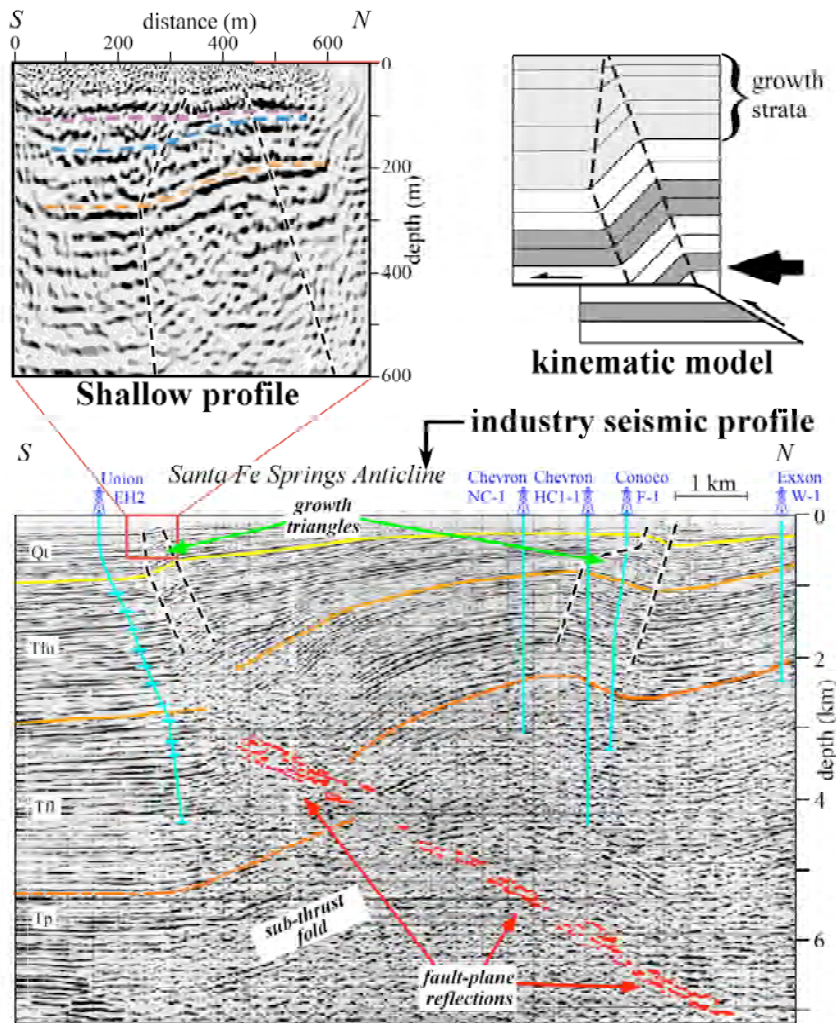 S distance (m) N
0 200 400 600
0
200
400
600
depth (m)
Shallow profile
growth
strata
kinematic model
industry seismic profile
S N
Santa Fe Springs Anticline
Union
EH2
Chevron
NC-1
Chevron
HC1-1
Conoco
F-1
1 km
Exxon
W-1
growth
triangles
Qt
Tfu
Tfl
Tp
0
2
4
6
depth (km)
sub-thrust
fold
fault-plane
reflections